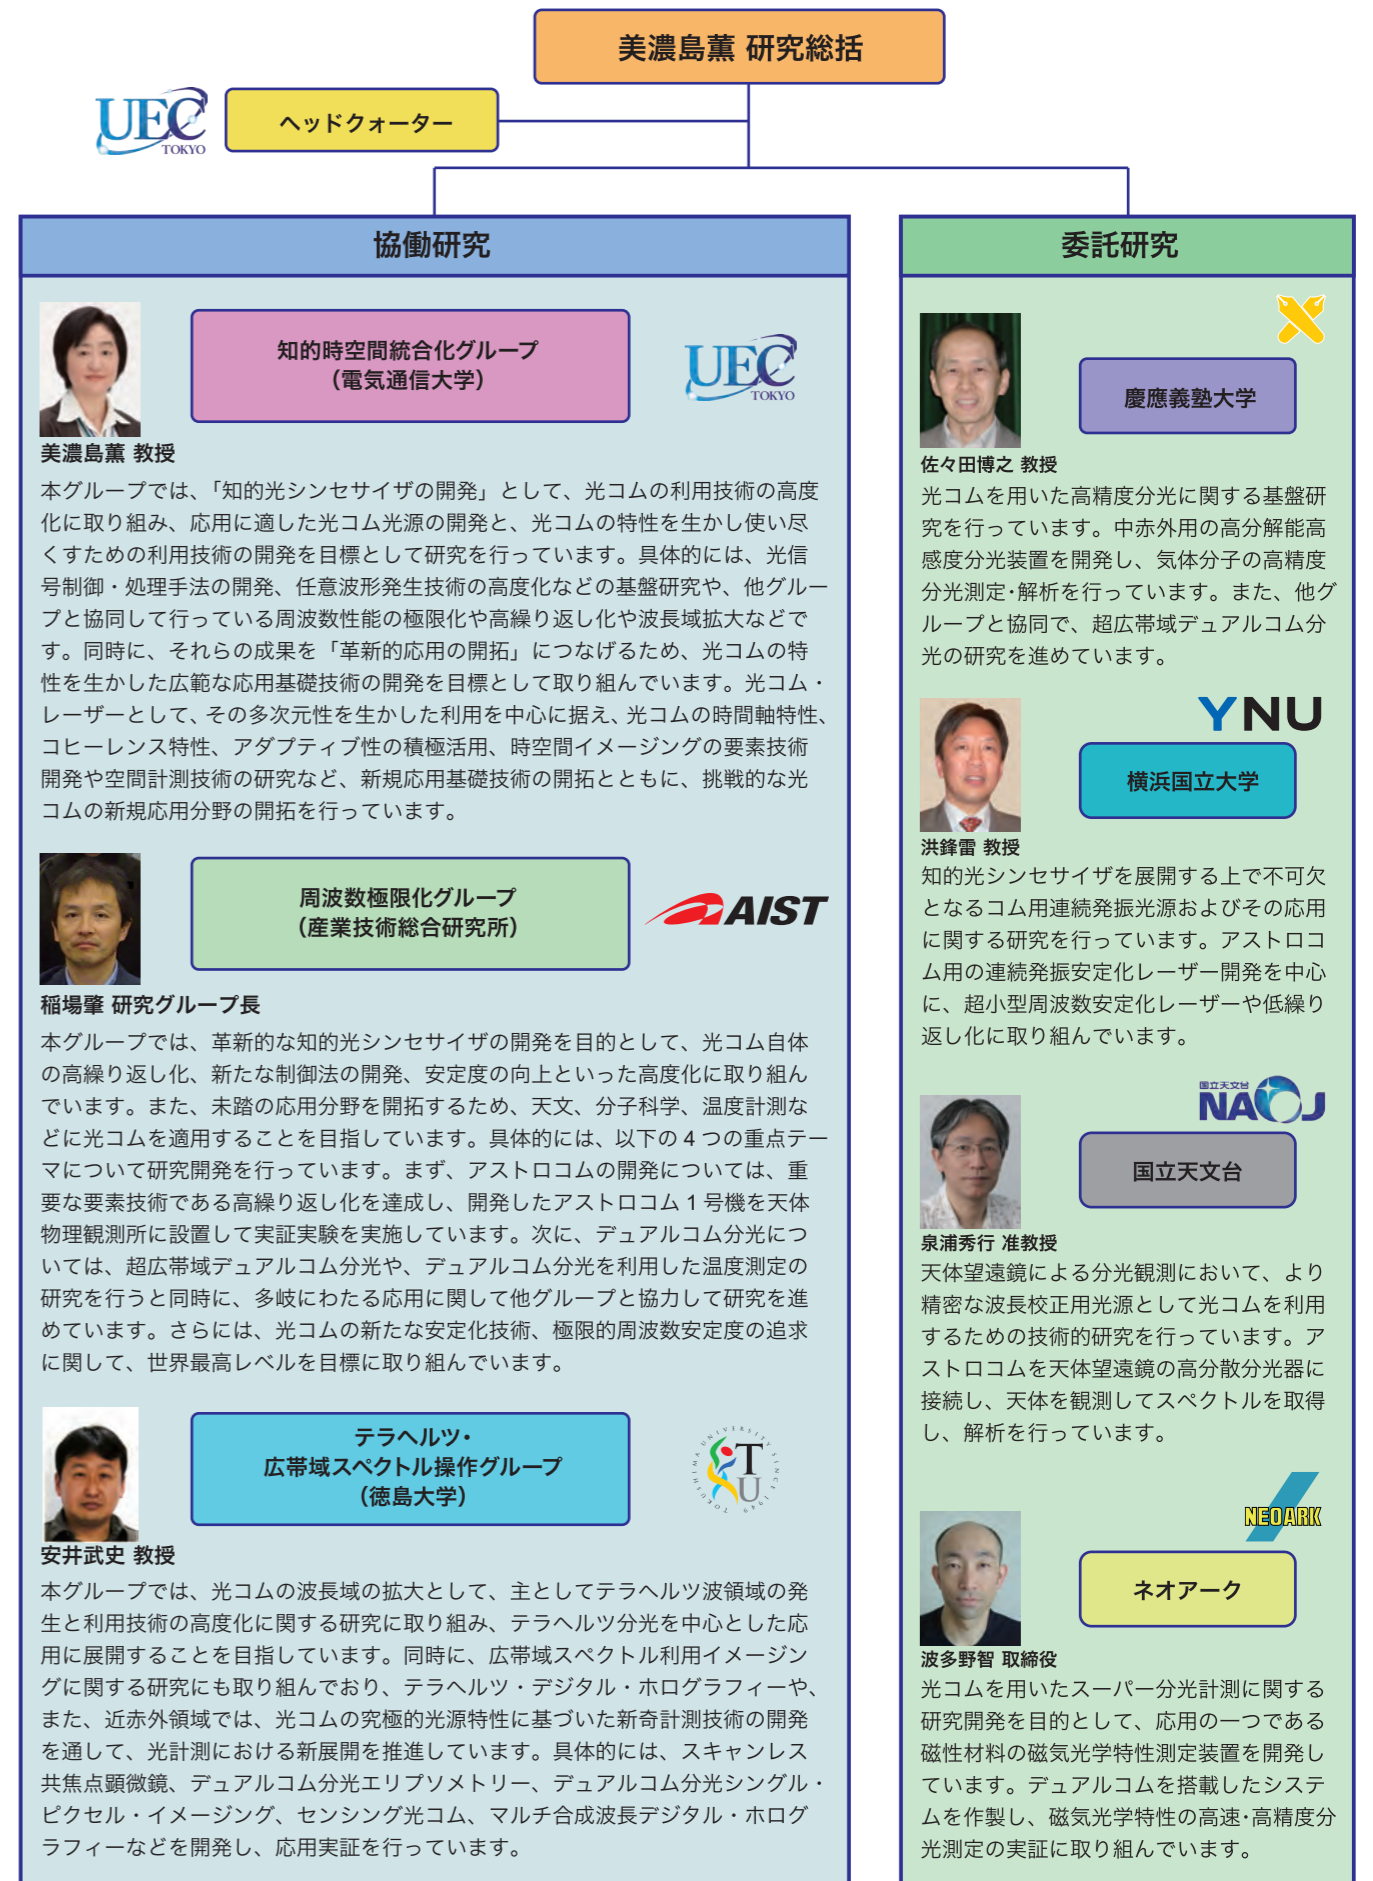 美濃島薫 研究総括
UEC
TOKYO
ヘッドクォーター
協働研究
知的時空間統合化グループ
（電気通信大学）
UEC
TOKYO
美濃島薫 教授
本グループでは、「知的光シンセサイザの開発」として、光コムの利用技術の高度
化に取り組み、応用に適した光コム光源の開発と、光コムの特性を生かし使い尽
くすための利用技術の開発を目標として研究を行っています。具体的には、光信
号制御・処理手法の開発、任意波形発生技術の高度化などの基盤研究や、他グルー
プと協同して行っている周波数性能の極限化や高繰り返し化や波長域拡大などで
す。同時に、それらの成果を「革新的応用の開拓」につなげるため、光コムの特
性を生かした広範な応用基礎技術の開発を目標として取り組んでいます。光コム・
レーザーとして、その多次元性を生かした利用を中心に据え、光コムの時間軸特性、
コヒーレンス特性、アダプティブ性の積極活用、時空間イメージングの要素技術
開発や空間計測技術の研究など、新規応用基礎技術の開拓とともに、挑戦的な光
コムの新規応用分野の開拓を行っています。
周波数極限化グループ
（産業技術総合研究所）
AIST
稲場肇 研究グループ長
本グループでは、革新的な知的光シンセサイザの開発を目的として、光コム自体
の高繰り返し化、新たな制御法の開発、安定度の向上といった高度化に取り組ん
でいます。また、未踏の応用分野を開拓するため、天文、分子科学、温度計測な
どに光コムを適用することを目指しています。具体的には、以下の 4 つの重点テー
マについて研究開発を行っています。まず、アストロコムの開発については、重
要な要素技術である高繰り返し化を達成し、開発したアストロコム 1 号機を天体
物理観測所に設置して実証実験を実施しています。次に、デュアルコム分光につ
いては、超広帯域デュアルコム分光や、デュアルコム分光を利用した温度測定の
研究を行うと同時に、多岐にわたる応用に関して他グループと協力して研究を進
めています。さらには、光コムの新たな安定化技術、極限的周波数安定度の追求
に関して、世界最高レベルを目標に取り組んでいます。
テラヘルツ・
広帯域スペクトル操作グループ
（徳島大学）
TOKUSHIMA UNIVERSITY SINCE 1949
TU
安井武史 教授
本グループでは、光コムの波長域の拡大として、主としてテラヘルツ波領域の発
生と利用技術の高度化に関する研究に取り組み、テラヘルツ分光を中心とした応
用に展開することを目指しています。同時に、広帯域スペクトル利用イメージン
グに関する研究にも取り組んでおり、テラヘルツ・デジタル・ホログラフィーや、
また、近赤外領域では、光コムの究極的光源特性に基づいた新奇計測技術の開発
を通して、光計測における新展開を推進しています。具体的には、スキャンレス
共焦点顕微鏡、デュアルコム分光エリプソメトリー、デュアルコム分光シングル・
ピクセル・イメージング、センシング光コム、マルチ合成波長デジタル・ホログ
ラフィーなどを開発し、応用実証を行っています。
委託研究
慶應義塾大学
佐々田博之 教授
光コムを用いた高精度分光に関する基盤研
究を行っています。中赤外用の高分解能高
感度分光装置を開発し、気体分子の高精度
分光測定・解析を行っています。また、他グ
ループと協同で、超広帯域デュアルコム分
光の研究を進めています。
YNU
横浜国立大学
洪鋒雷 教授
知的光シンセサイザを展開する上で不可欠
となるコム用連続発振光源およびその応用
に関する研究を行っています。アストロコ
ム用の連続発振安定化レーザー開発を中心
に、超小型周波数安定化レーザーや低繰り
返し化に取り組んでいます。
国立天文台
NAOJ
国立天文台
泉浦秀行 准教授
天体望遠鏡による分光観測において、より
精密な波長校正用光源として光コムを利用
するための技術的研究を行っています。ア
ストロコムを天体望遠鏡の高分散分光器に
接続し、天体を観測してスペクトルを取得
し、解析を行っています。
NEOARK
ネオアーク
波多野智 取締役
光コムを用いたスーパー分光計測に関する
研究開発を目的として、応用の一つである
磁性材料の磁気光学特性測定装置を開発し
ています。デュアルコムを搭載したシステ
ムを作製し、磁気光学特性の高速・高精度分
光測定の実証に取り組んでいます。